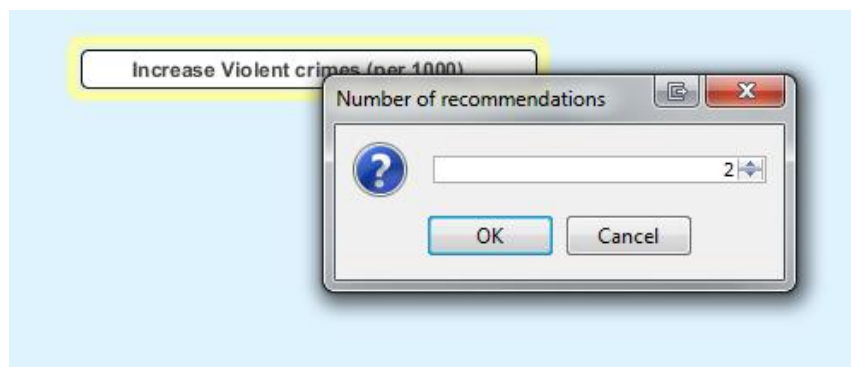 Increase Violent crimes (per 1000)
Number of recommendations
2
OK
Cancel